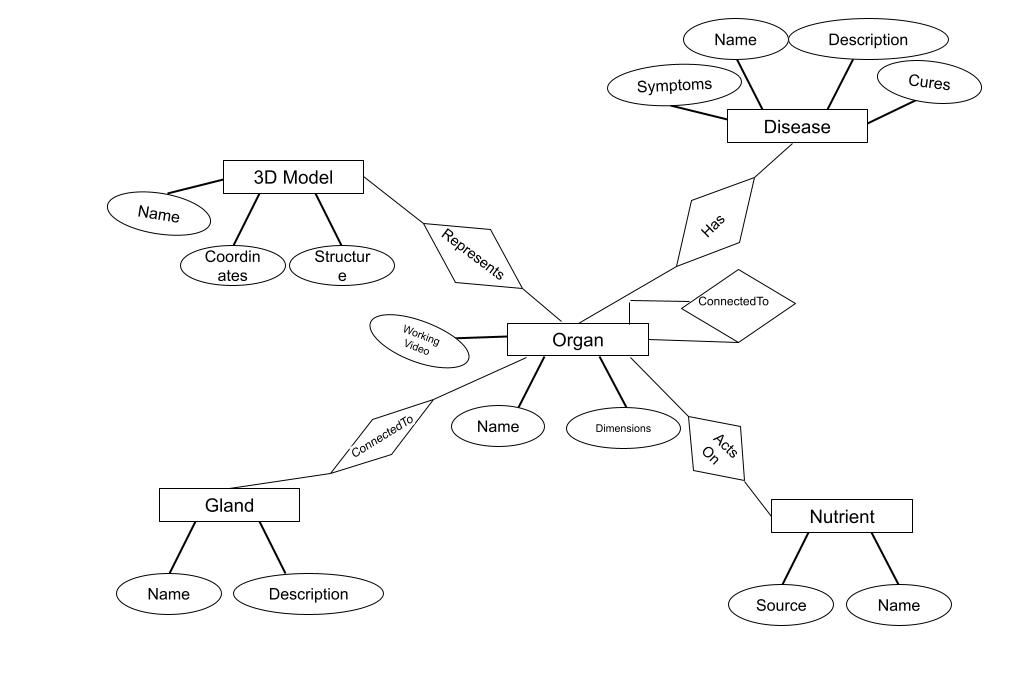 Name
Description
Symptoms
Cures
Disease
3D Model
Name
Coordin
ates
Structur
e
Represents
Has
ConnectedTo
Working
Video
Organ
Name
Dimensions
ConnectedTo
Acts
On
Gland
Nutrient
Name
Description
Source
Name